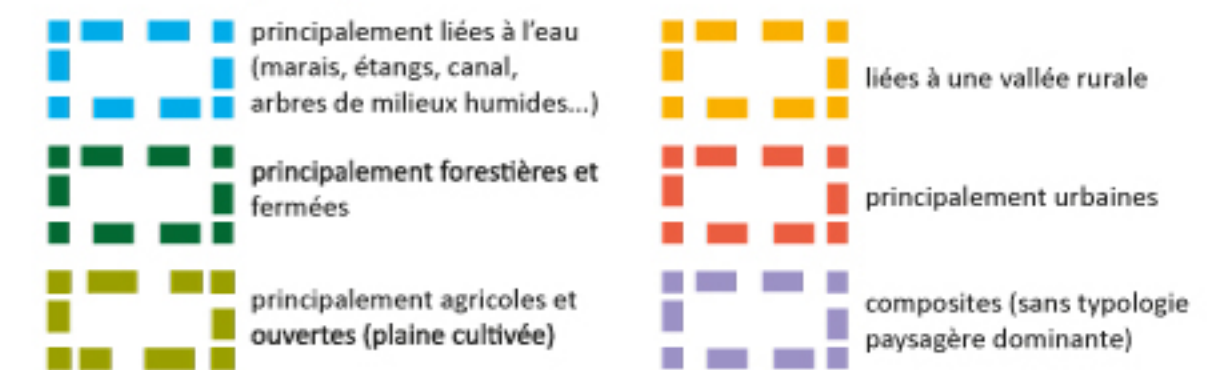 principalement liées à l'eau
(marais, étangs, canal,
arbres de milieux humides...)
principalement forestières et
fermées
principalement agricoles et
ouvertes (plaine cultivée)
liées à une vallée rurale
principalement urbaines
composites (sans typologie
paysagère dominante)